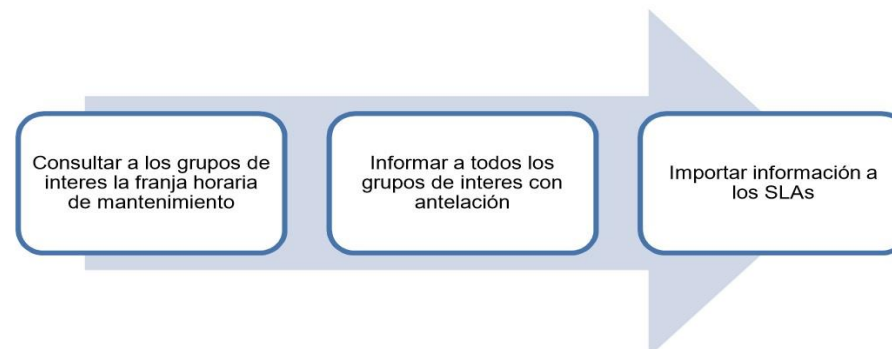 Consultar a los grupos de
interes la franja horaria
de mantenimiento
Informar a todos los
grupos de interes con
antelación
Importar información a
los SLAs